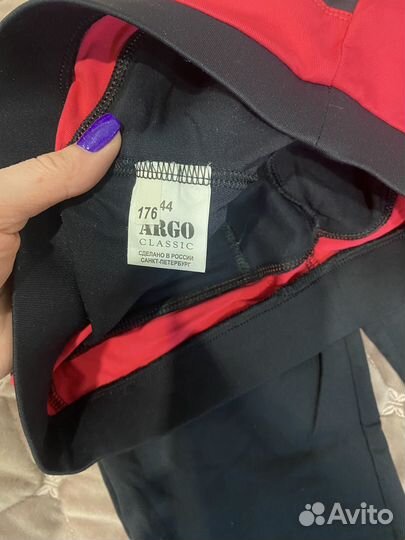 176 44
ARGO
CLASSIC
СДЕЛАНО В РОССИИ
САНКТ-ПЕТЕРБУРГ
Avito